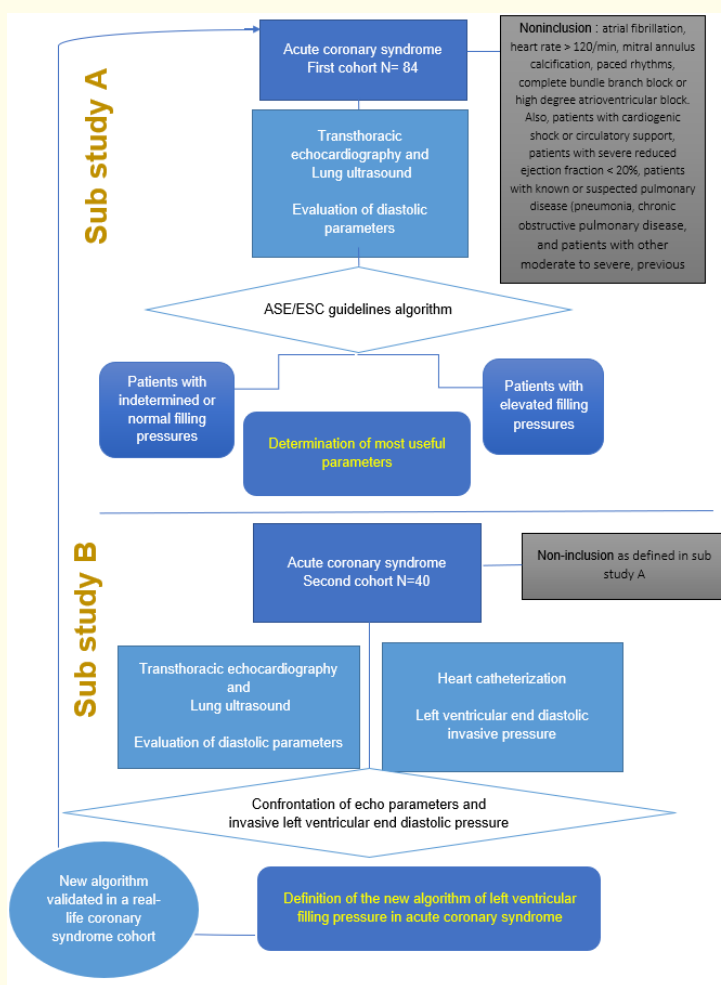 Sub study A
Acute coronary syndrome
First cohort N= 84
Noninclusion : atrial fibrillation,
heart rate > 120/min, mitral annulus
calcification, paced rhythms,
complete bundle branch block or
high degree atrioventricular block.
Also, patients with cardiogenic
shock or circulatory support,
patients with severe reduced
ejection fraction < 20%, patients
with known or suspected pulmonary
disease (pneumonia, chronic
obstructive pulmonary disease,
and patients with other
moderate to severe, previous
Transthoracic
echocardiography and
Lung ultrasound
Evaluation of diastolic
parameters
ASE/ESC guidelines algorithm
Patients with
indetermined or
normal filling
pressures
Patients with
elevated filling
pressures
Determination of most useful
parameters
Sub study B
Acute coronary syndrome
Second cohort N=40
Non-inclusion as defined in sub
study A
Transthoracic echocardiography
and
Lung ultrasound
Evaluation of diastolic parameters
Heart catheterization
Left ventricular end diastolic
invasive pressure
Confrontation of echo parameters and
invasive left ventricular end diastolic pressure
New algorithm
validated in a real-
life coronary
syndrome cohort
Definition of the new algorithm of left ventricular
filling pressure in acute coronary syndrome